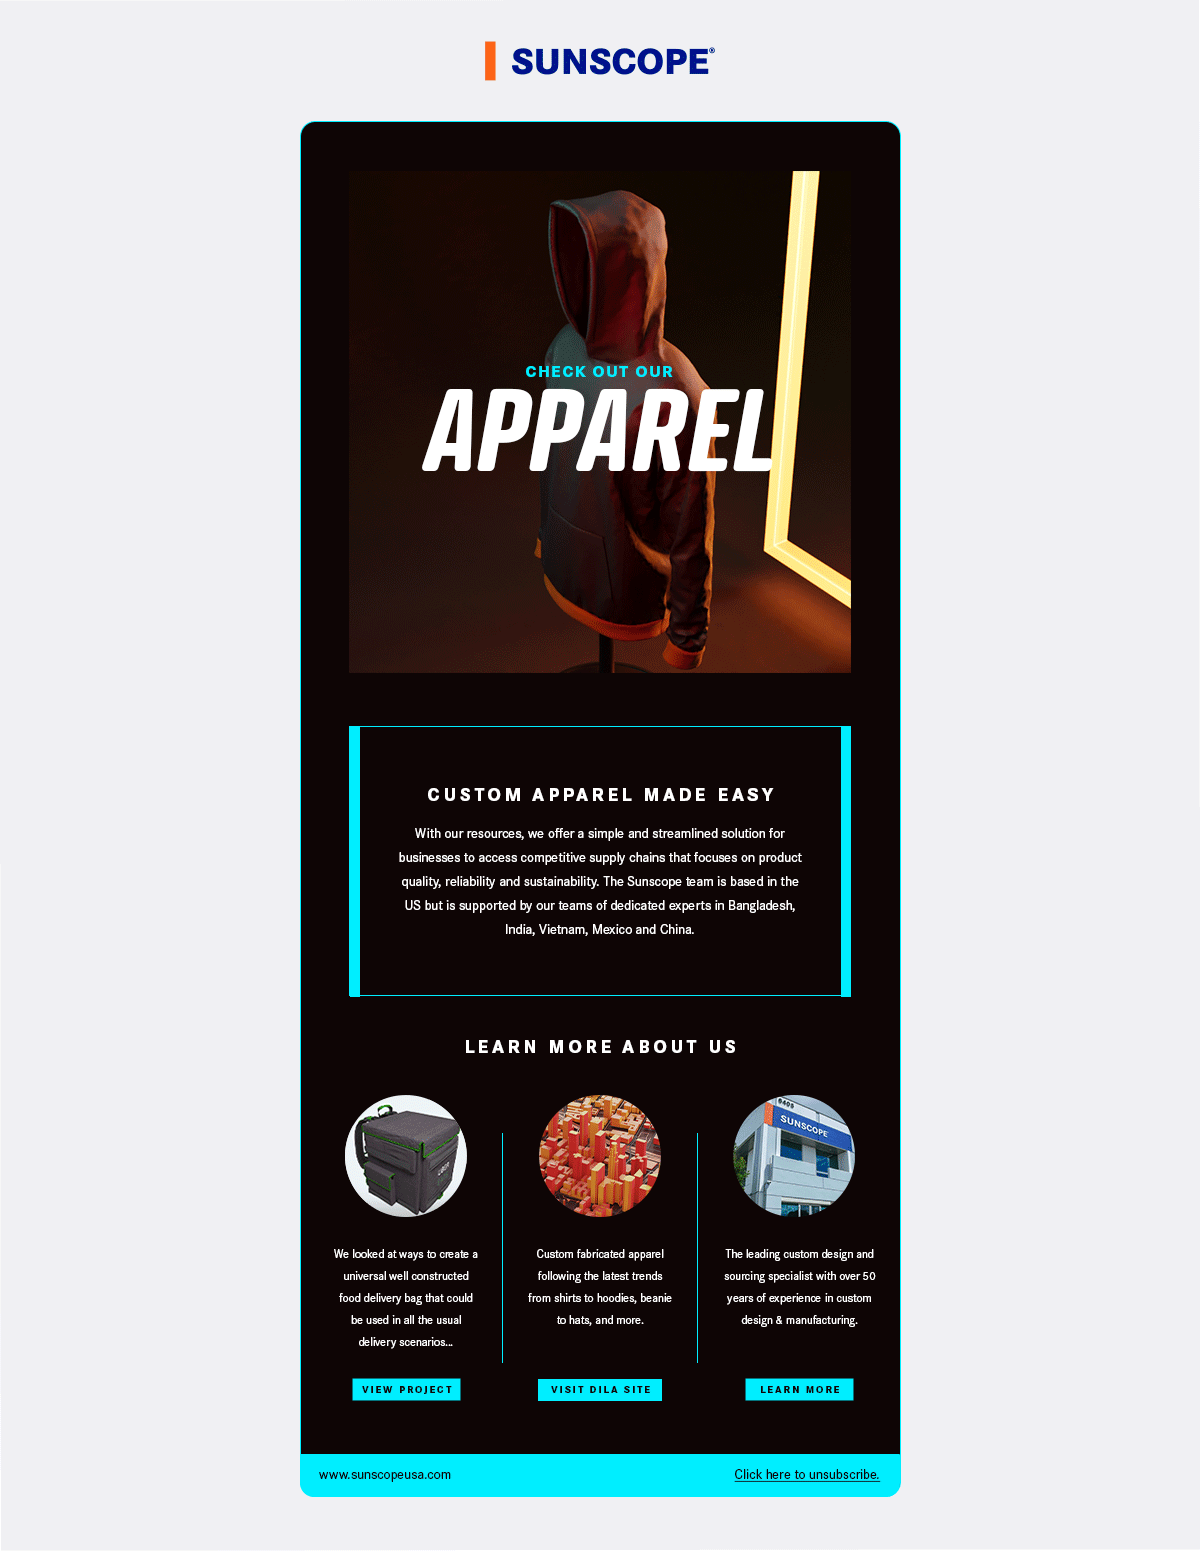 SUNSCOPE®
CHECK OUT OUR
APPAREL
CUSTOM APPAREL MADE EASY
With our resources, we offer a simple and streamlined solution for
businesses to access competitive supply chains that focuses on product
quality, reliability and sustainability. The Sunscope team is based in the
US but is supported by our teams of dedicated experts in Bangladesh,
India, Vietnam, Mexico and China.
LEARN MORE ABOUT US
SUNSCOPE
We looked at ways to create a
universal well constructed
food delivery bag that could
be used in all the usual
delivery scenarios...
VIEW PROJECT
Custom fabricated apparel
following the latest trends
from shirts to hoodies, beanie
to hats, and more.
VISIT DILA SITE
The leading custom design and
sourcing specialist with over 50
years of experience in custom
design & manufacturing.
LEARN MORE
www.sunscopeusa.com
Click here to unsubscribe.